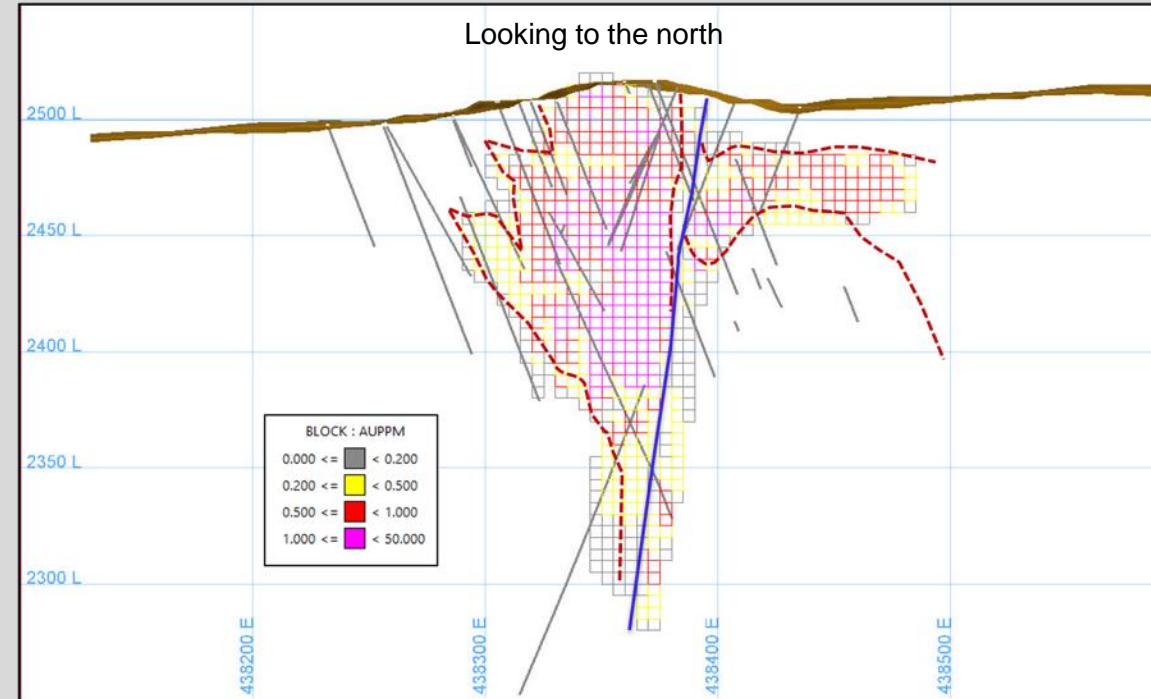 Looking to the north
2500 L
2450 L
2400 L
2350 L
2300 L
BLOCK : AUPPM
0.000 <= < 0.200
0.200 <= < 0.500
0.500 <= < 1.000
1.000 <= < 50.000
438200 E
438300 E
438400 E
438500 E